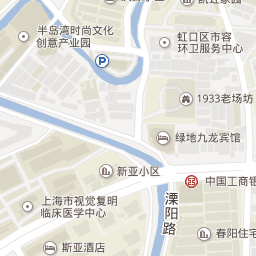 半岛湾时尚文化
创意产业园
虹口区市容
环卫服务中心
P
1933老场坊
绿地九龙宾馆
新亚小区
中国工商银
上海市视觉复明
临床医学中心
溧阳路
春阳住宅
斯亚酒店